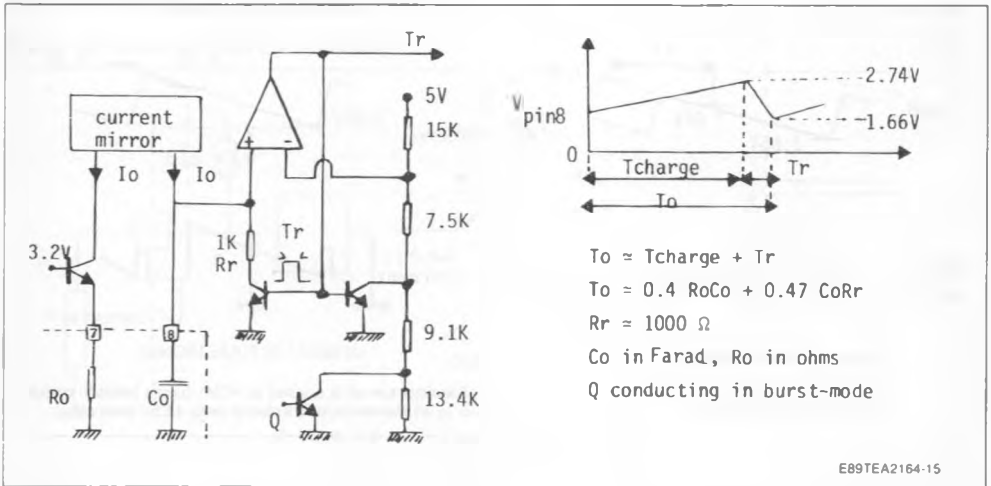 Tr
current
mirror
Io
Io
+ -
5V
15K
7.5K
1K
Rr
Tr
3.2V
9.1K
7
8
Ro
Co
Q
13.4K
V pin8
2.74V
1.66V
0
Tcharge
Tr
To
To ≃ Tcharge + Tr
To ≃ 0.4 RoCo + 0.47 CoRr
Rr ≃ 1000 Ω
Co in Farad, Ro in ohms
Q conducting in burst-mode
E89TEA2164-15